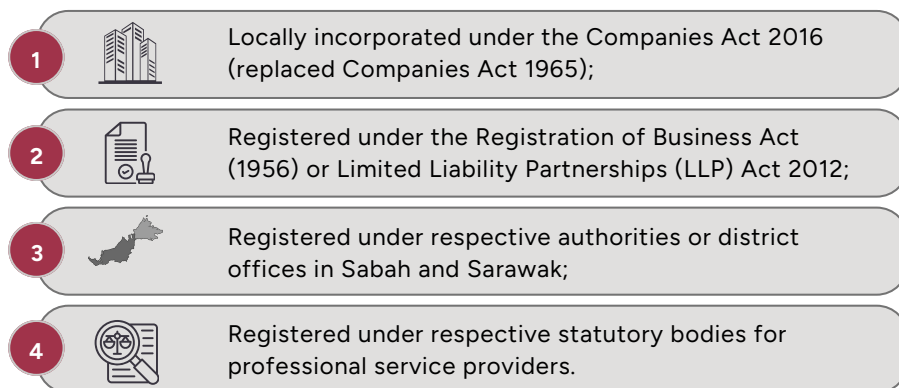 1
Locally incorporated under the Companies Act 2016
(replaced Companies Act 1965);
2
Registered under the Registration of Business Act
(1956) or Limited Liability Partnerships (LLP) Act 2012;
3
Registered under respective authorities or district
offices in Sabah and Sarawak;
4
Registered under respective statutory bodies for
professional service providers.